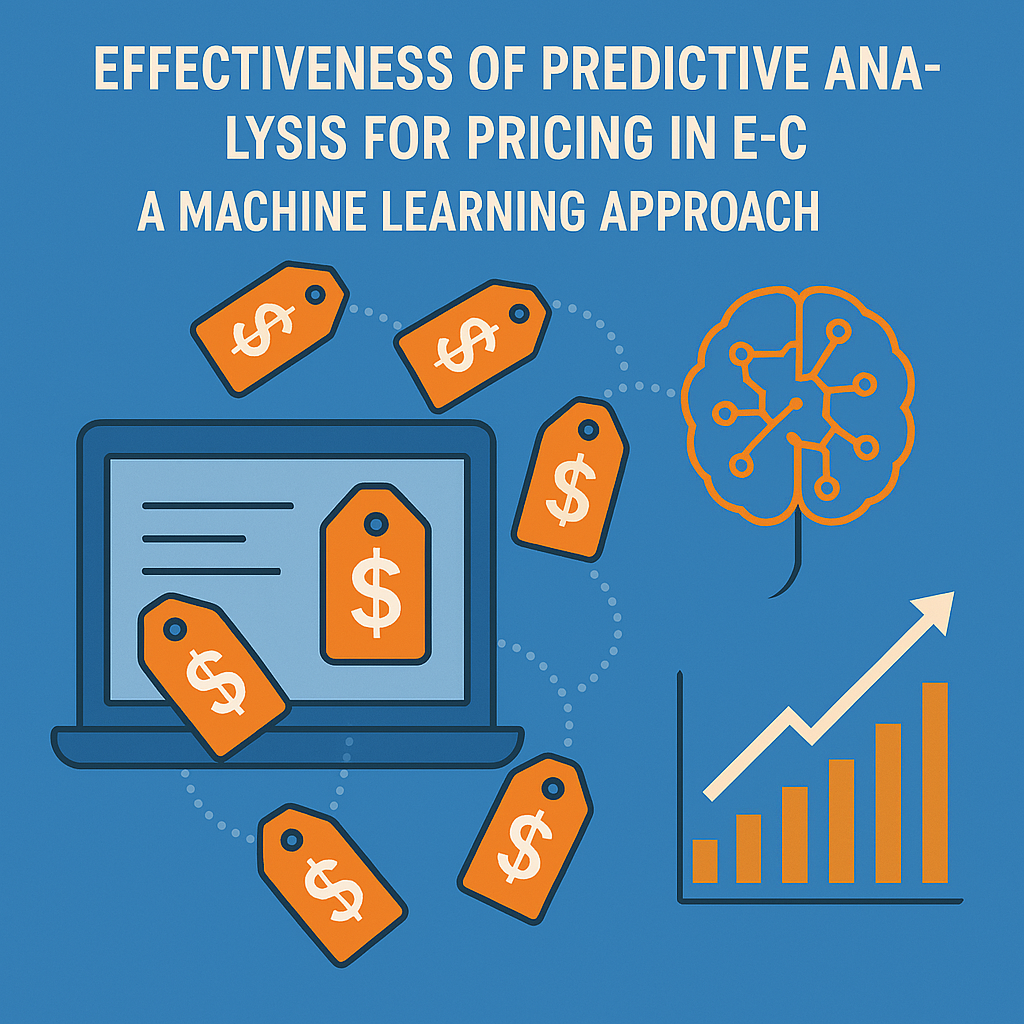 EFFECTIVENESS OF PREDICTIVE ANA-
LYSIS FOR PRICING IN E-C
A MACHINE LEARNING APPROACH
$
$
$
$
$
$
$